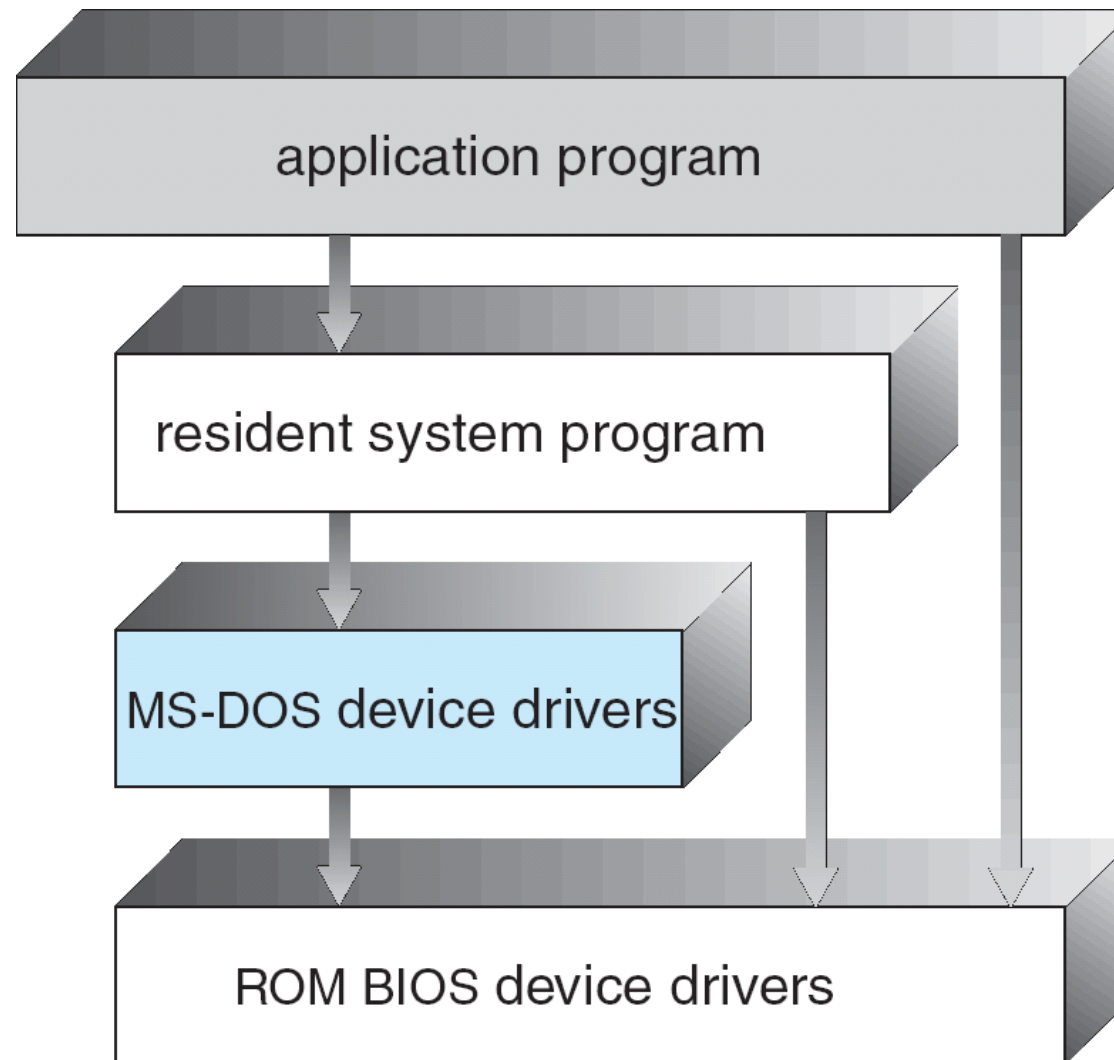 application program
resident system program
MS-DOS device drivers
ROM BIOS device drivers